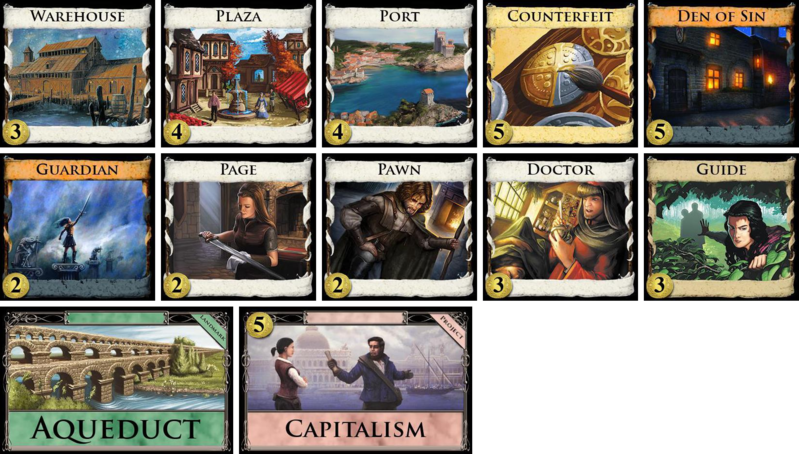 WAREHOUSE
3
PLAZA
4
PORT
4
COUNTERFEIT
5
DEN OF SIN
5
GUARDIAN
2
PAGE
2
PAWN
2
DOCTOR
3
GUIDE
3
LANDMARK
AQUEDUCT
5
PROJECT
CAPITALISM